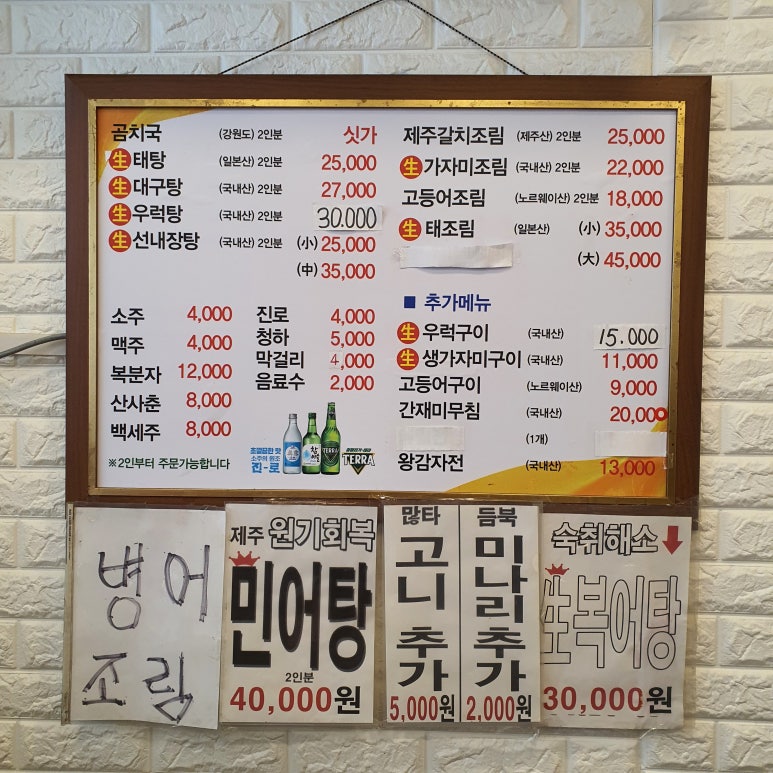 곰치국 (강원도) 2인분 싯가
生 태탕 (일본산) 2인분 25,000
生 대구탕 (국내산) 2인분 27,000
生 우럭탕 (국내산) 2인분 30.000
生 선내장탕 (국내산) 2인분 (小) 25,000
(中) 35,000
소주 4,000
맥주 4,000
복분자 12,000
산사춘 8,000
백세주 8,000
※2인부터 주문가능합니다
진로 4,000
청하 5,000
막걸리 4,000
음료수 2,000
초깔끔한 맛
소주의 원조
진-로
TERRA
제주갈치조림 (제주산) 2인분 25,000
生 가자미조림 (국내산) 2인분 22,000
고등어조림 (노르웨이산) 2인분 18,000
生 태조림 (일본산) (小) 35,000
(大) 45,000
■ 추가메뉴
生 우럭구이 (국내산) 15.000
生 생가자미구이 (국내산) 11,000
고등어구이 (노르웨이산) 9,000
간재미무침 (국내산) 20,000
(1개)
왕감자전 (국내산) 13,000
병어
조림
제주 원기회복
민어탕
2인분
40,000원
많타
고니 추가
5,000원
듬북
미나리 추가
2,000원
숙취해소
生복어탕
30,000원